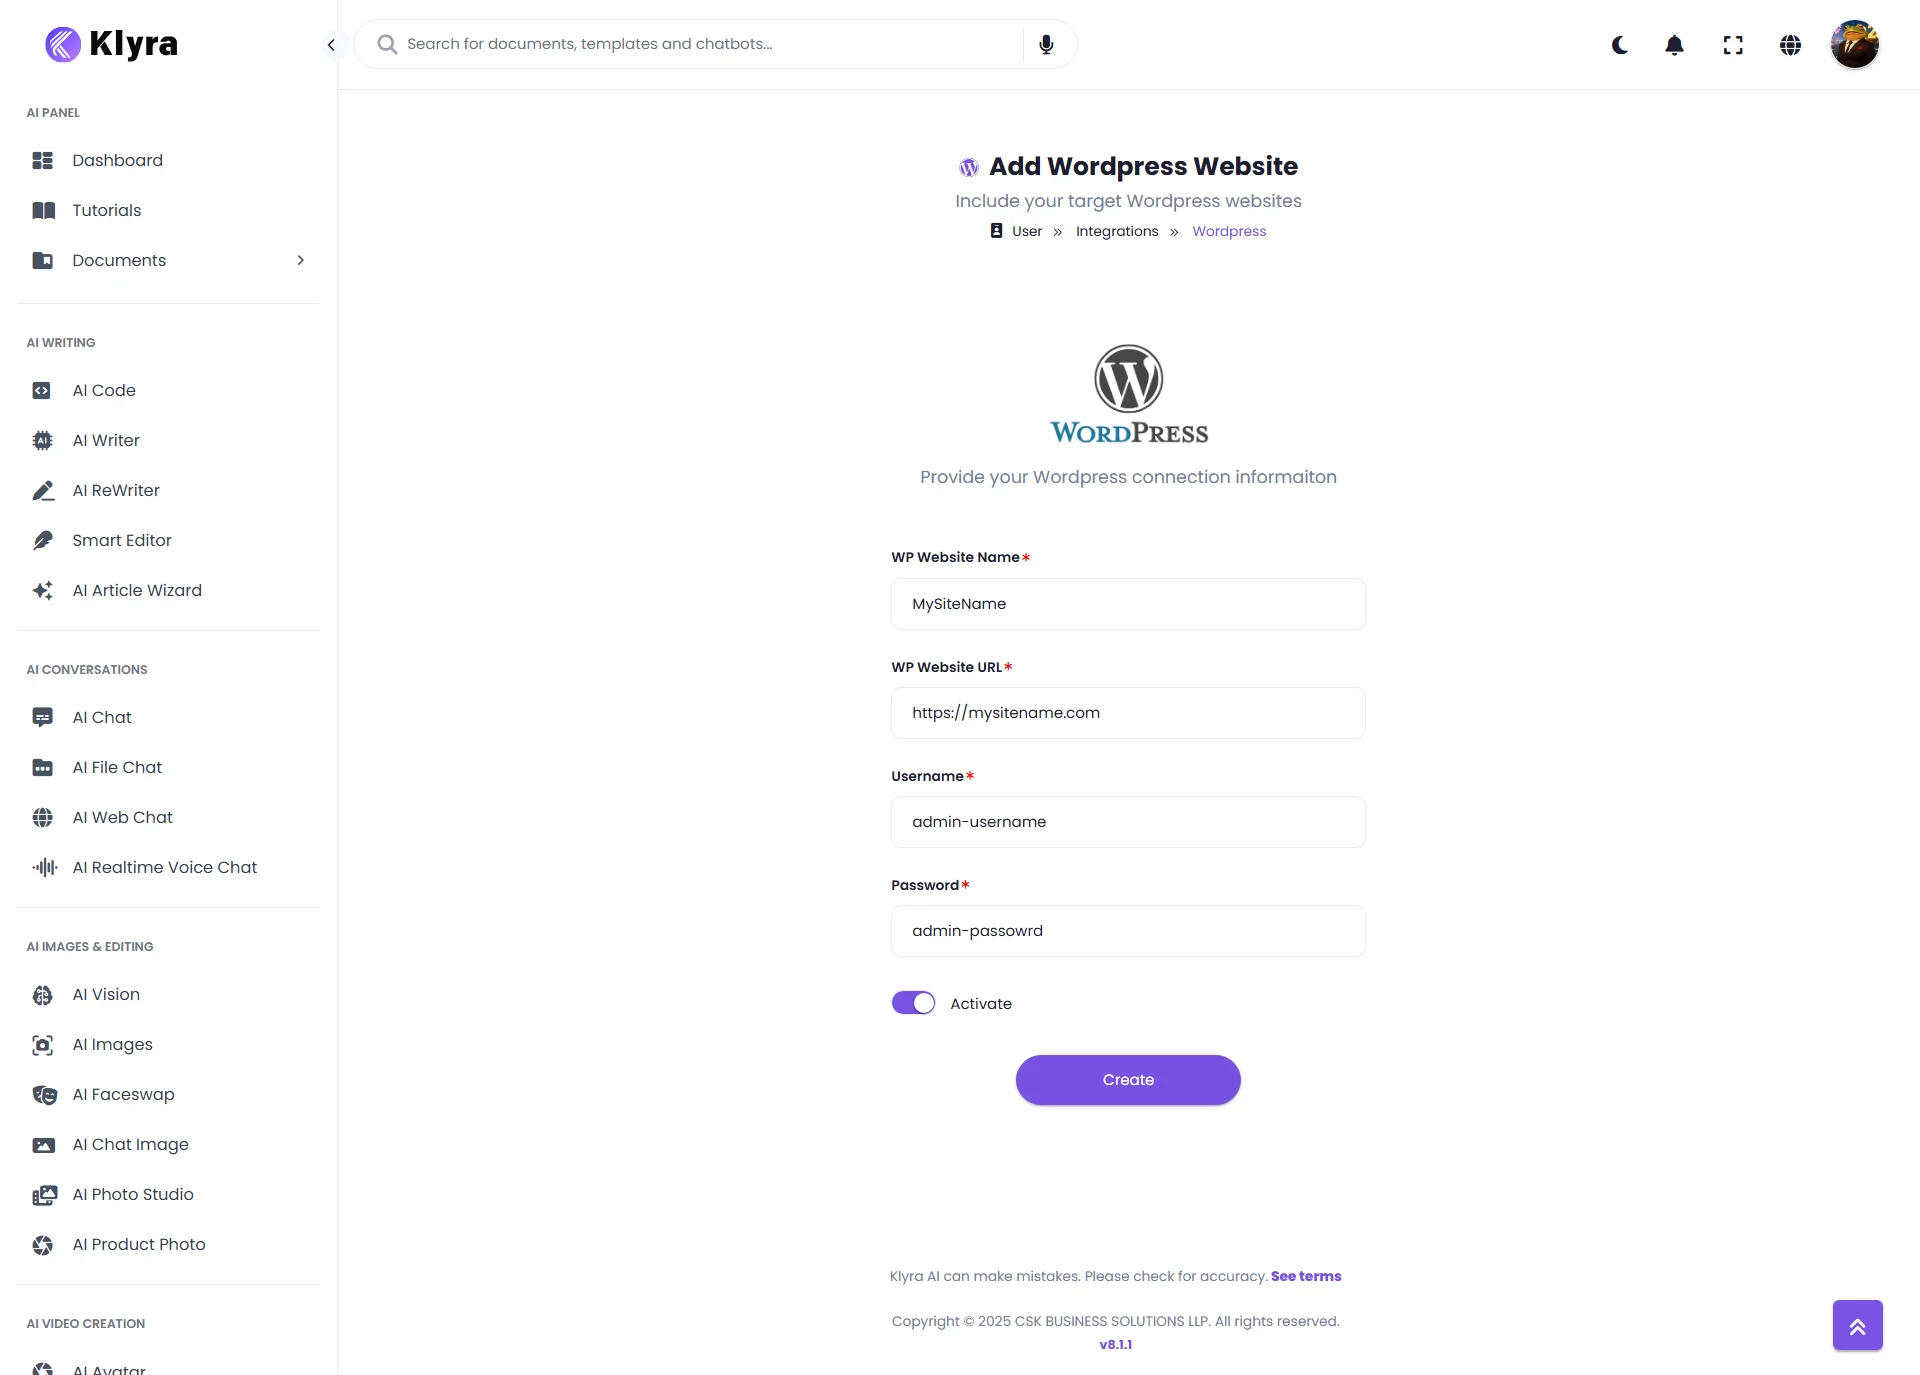 Klyra
Search for documents, templates and chatbots...
AI PANEL
Dashboard
Tutorials
Documents
AI WRITING
AI Code
AI Writer
AI ReWriter
Smart Editor
AI Article Wizard
AI CONVERSATIONS
AI Chat
AI File Chat
AI Web Chat
AI Realtime Voice Chat
AI IMAGES & EDITING
AI Vision
AI Images
AI Faceswap
AI Chat Image
AI Photo Studio
AI Product Photo
AI VIDEO CREATION
AI Avatar
Add Wordpress Website
Include your target Wordpress websites
User » Integrations » Wordpress
WORDPRESS
Provide your Wordpress connection informaiton
WP Website Name*
MySiteName
WP Website URL*
https://mysitename.com
Username*
admin-username
Password*
admin-passowrd
Activate
Create
Klyra AI can make mistakes. Please check for accuracy. See terms
Copyright © 2025 CSK BUSINESS SOLUTIONS LLP. All rights reserved.
v8.1.1